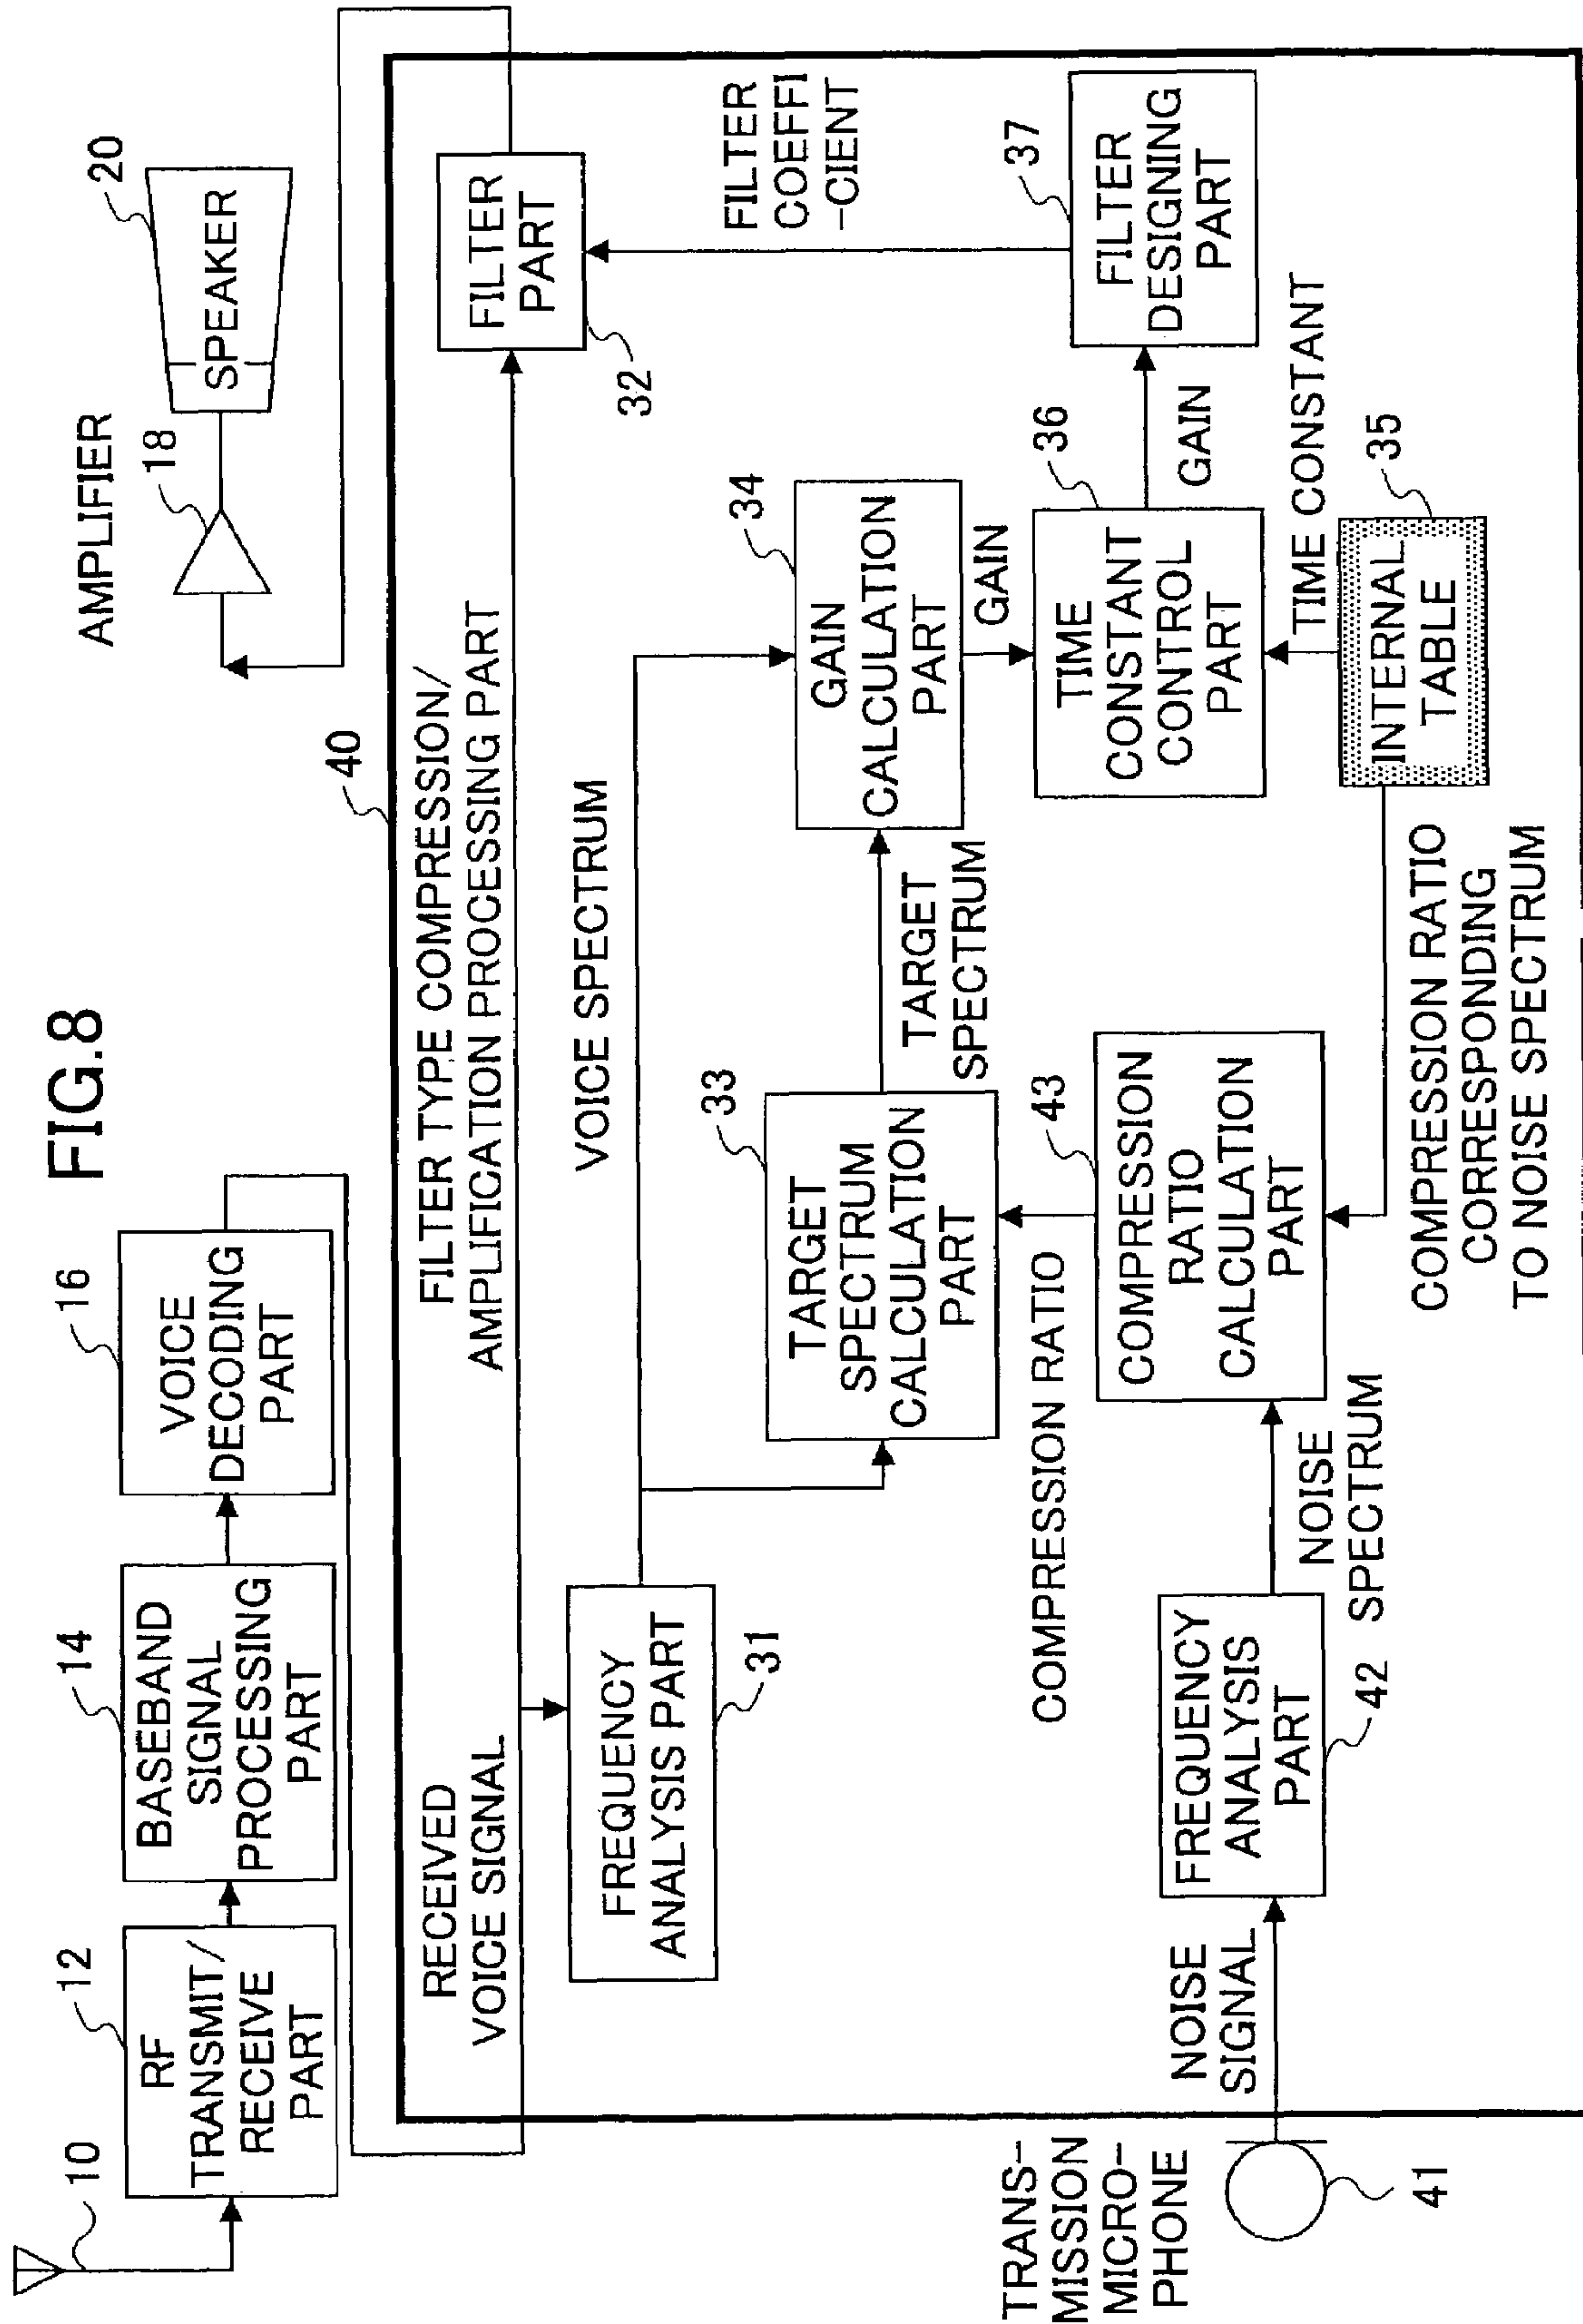 FIG.8
10
12
RF
TRANSMIT/
RECEIVE
PART
14
BASEBAND
SIGNAL
PROCESSING
PART
16
VOICE
DECODING
PART
AMPLIFIER
18
20
SPEAKER
40
FILTER TYPE COMPRESSION/
AMPLIFICATION PROCESSING PART
RECEIVED
VOICE SIGNAL
FILTER
PART
32
FREQUENCY
ANALYSIS PART
31
VOICE SPECTRUM
33
TARGET
SPECTRUM
CALCULATION
PART
TARGET
SPECTRUM
34
GAIN
CALCULATION
PART
GAIN
FILTER
COEFFI
-CIENT
36
TIME
CONSTANT
CONTROL
PART
GAIN
37
FILTER
DESIGNING
PART
TIME CONSTANT
35
INTERNAL
TABLE
COMPRESSION RATIO
43
COMPRESSION
RATIO
CALCULATION
PART
COMPRESSION RATIO
CORRESPONDING
TO NOISE SPECTRUM
TRANS-
MISSION
MICRO-
PHONE
41
NOISE
SIGNAL
FREQUENCY
ANALYSIS
PART
42
NOISE
SPECTRUM